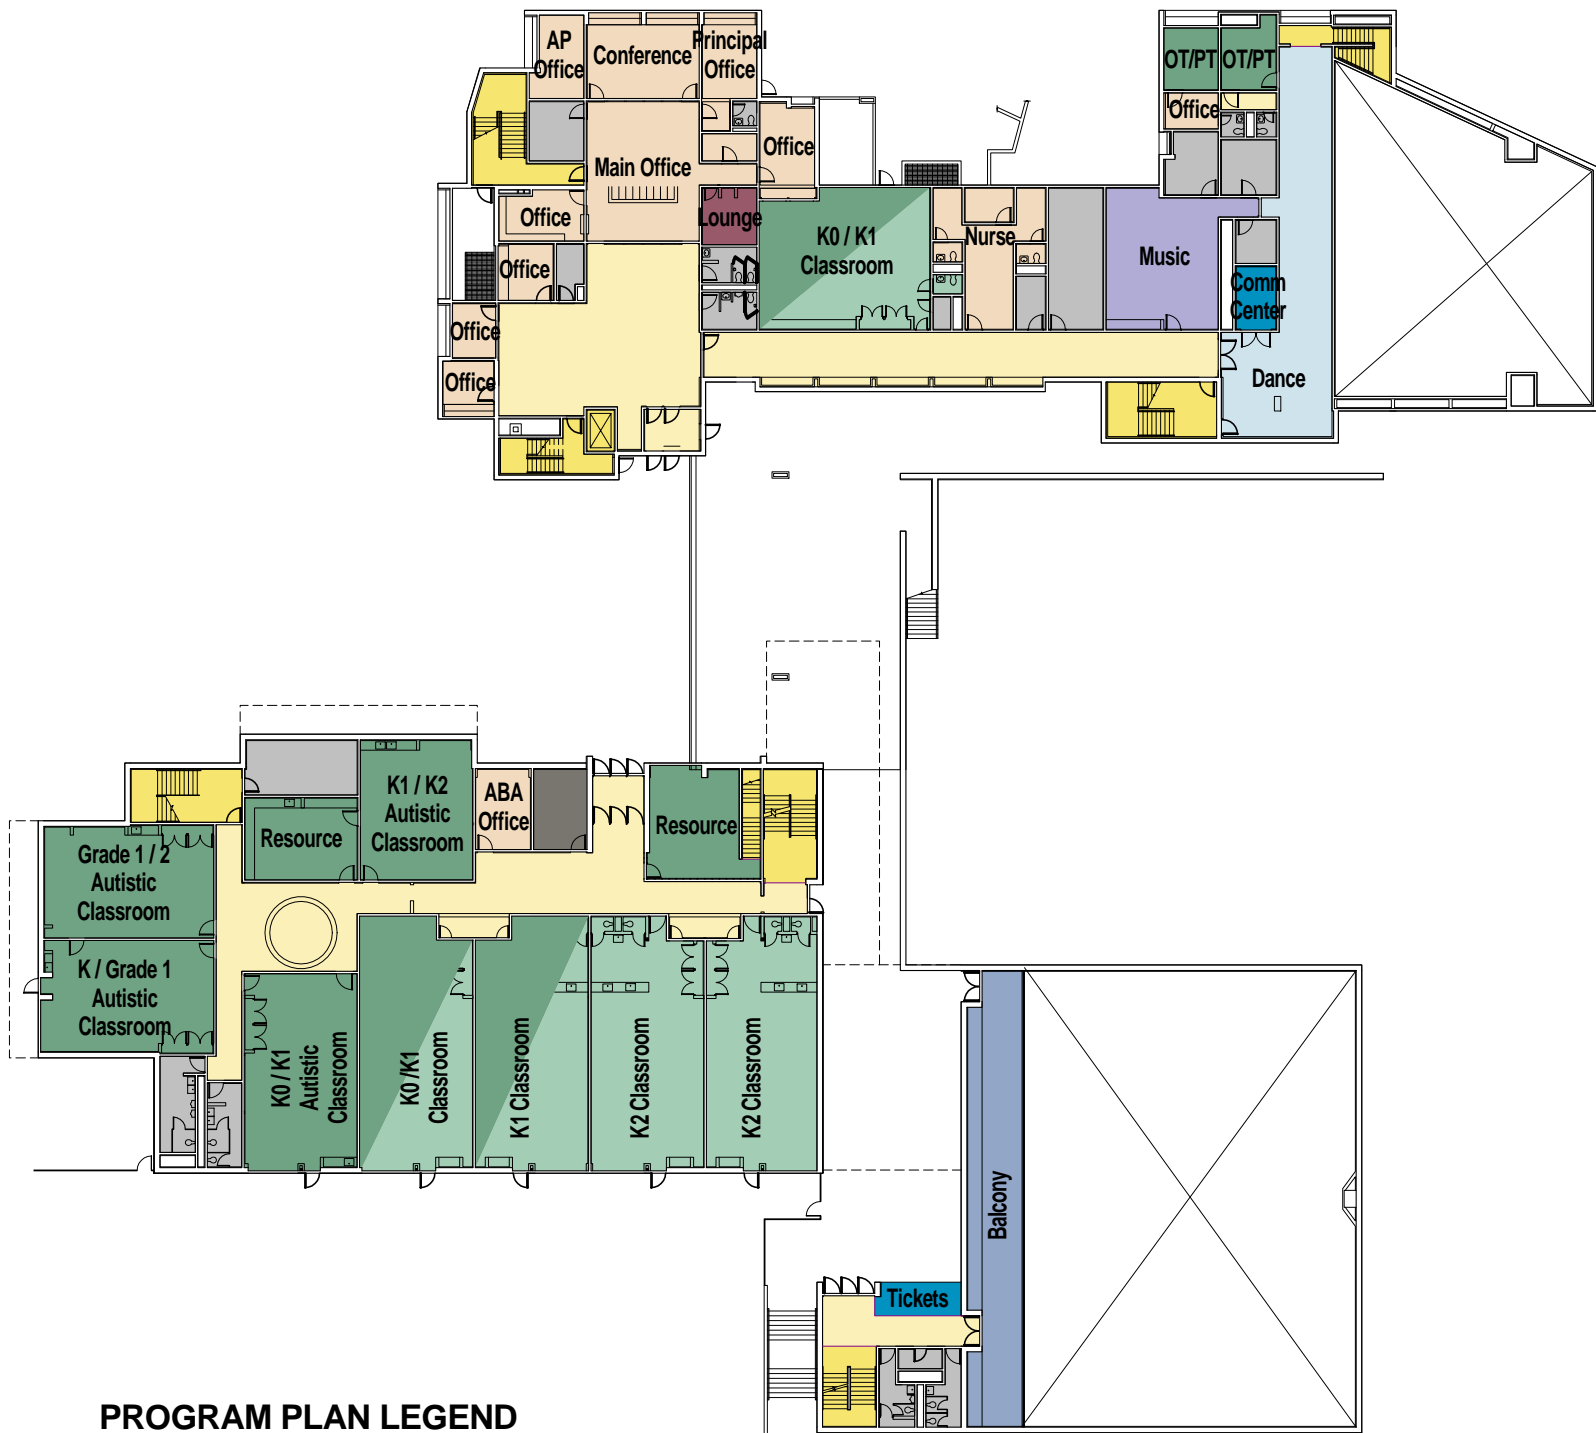 AP
Office
Conference
Principal
Office
OT/PT
OT/PT
Office
Main Office
Office
Office
Lounge
K0 / K1
Classroom
Nurse
Music
Office
Comm
Center
Office
Office
Dance
K1 / K2
Autistic
Classroom
ABA
Office
Resource
Resource
Grade 1 / 2
Autistic
Classroom
K / Grade 1
Autistic
Classroom
K0 / K1
Autistic
Classroom
K0 /K1
Classroom
K1 Classroom
K2 Classroom
K2 Classroom
Balcony
Tickets
PROGRAM PLAN LEGEND